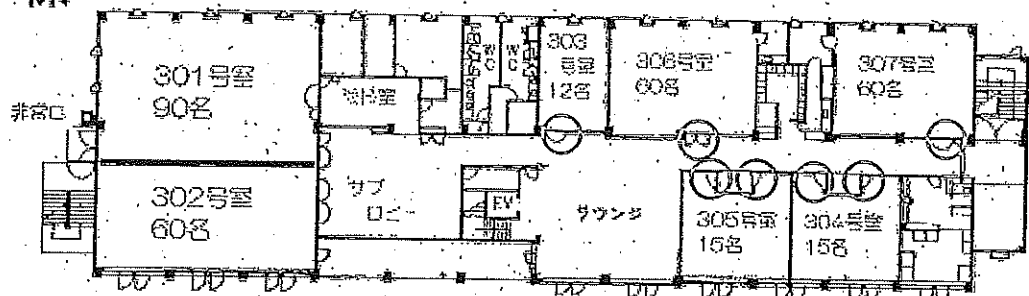 301号室
90名
302号室
60名
非常口
WC
WC
303
号室
12名
306号室
60名
307号室
60名
サブ
ロビー
EV
ラウンジ
305号室
15名
304号室
15名